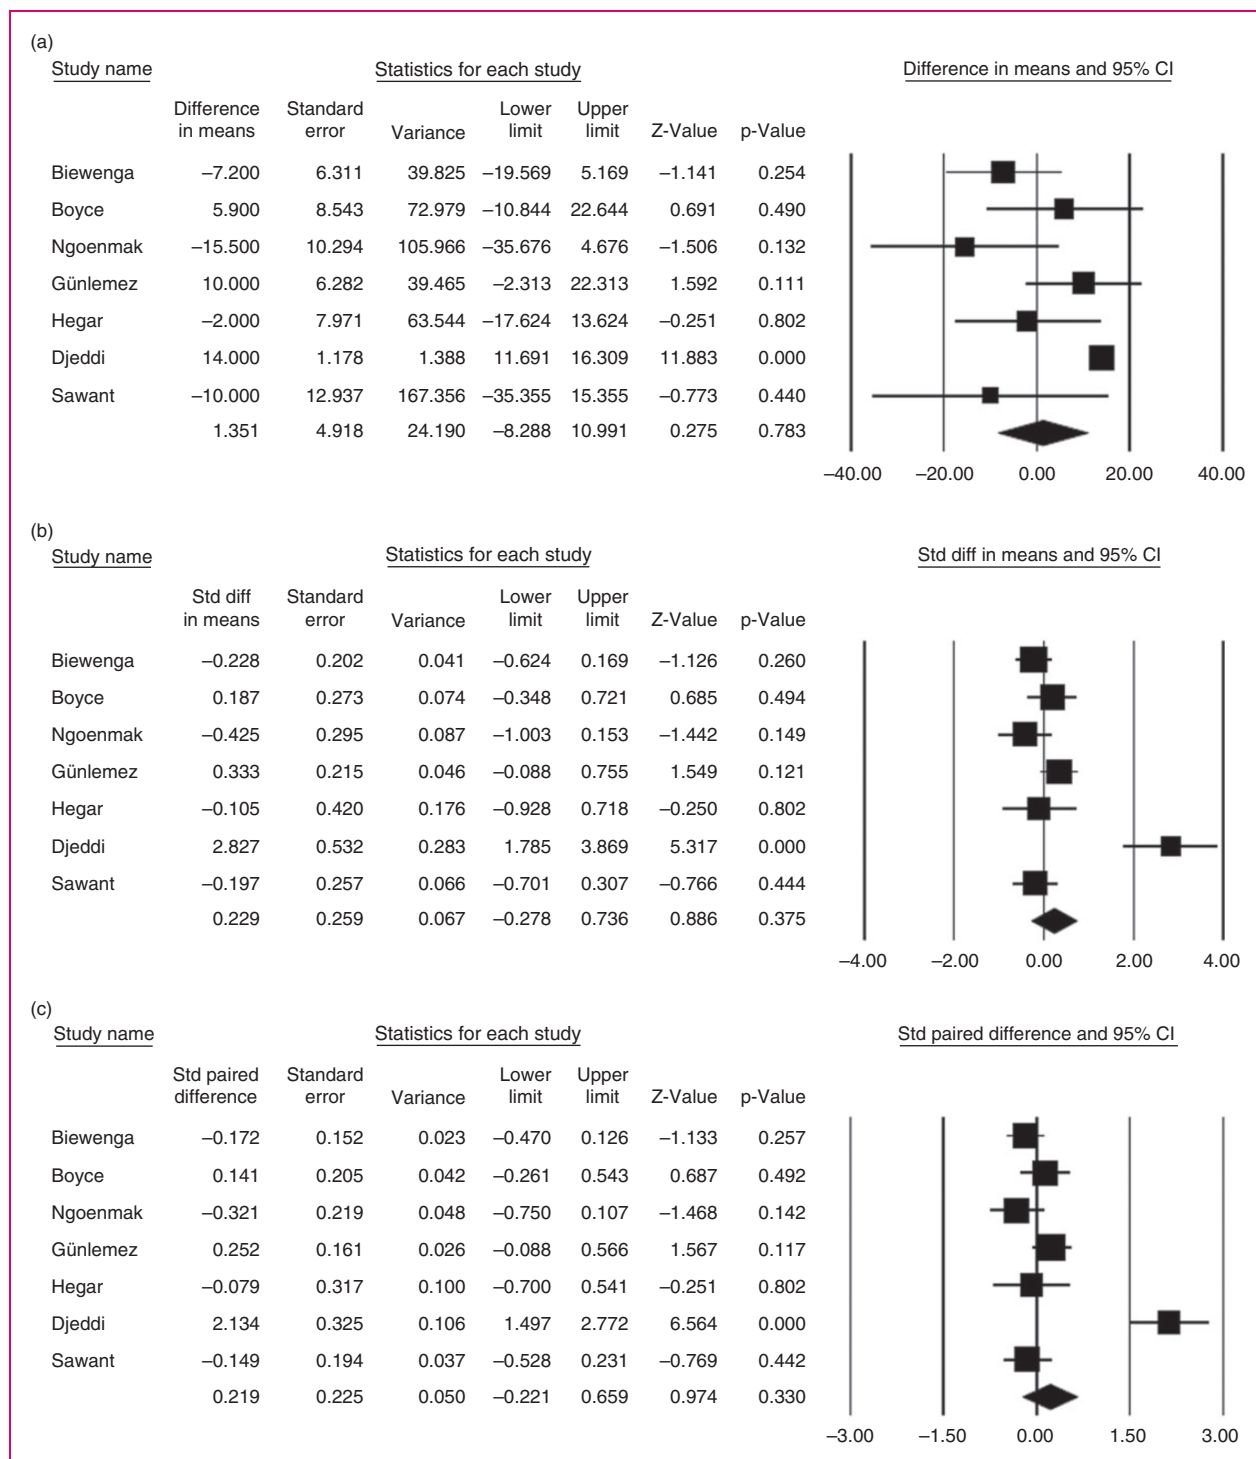 (a)
Study name Statistics for each study Difference in means and 95% CI
Difference Standard Lower Upper
in means error Variance limit limit Z-Value p-Value
Biewenga −7.200 6.311 39.825 −19.569 5.169 −1.141 0.254
Boyce 5.900 8.543 72.979 −10.844 22.644 0.691 0.490
Ngoenmak −15.500 10.294 105.966 −35.676 4.676 −1.506 0.132
Günlemez 10.000 6.282 39.465 −2.313 22.313 1.592 0.111
Hegar −2.000 7.971 63.544 −17.624 13.624 −0.251 0.802
Djeddi 14.000 1.178 1.388 11.691 16.309 11.883 0.000
Sawant −10.000 12.937 167.356 −35.355 15.355 −0.773 0.440
1.351 4.918 24.190 −8.288 10.991 0.275 0.783
−40.00 −20.00 0.00 20.00 40.00
(b)
Study name Statistics for each study Std diff in means and 95% CI
Std diff Standard Lower Upper
in means error Variance limit limit Z-Value p-Value
Biewenga −0.228 0.202 0.041 −0.624 0.169 −1.126 0.260
Boyce 0.187 0.273 0.074 −0.348 0.721 0.685 0.494
Ngoenmak −0.425 0.295 0.087 −1.003 0.153 −1.442 0.149
Günlemez 0.333 0.215 0.046 −0.088 0.755 1.549 0.121
Hegar −0.105 0.420 0.176 −0.928 0.718 −0.250 0.802
Djeddi 2.827 0.532 0.283 1.785 3.869 5.317 0.000
Sawant −0.197 0.257 0.066 −0.701 0.307 −0.766 0.444
0.229 0.259 0.067 −0.278 0.736 0.886 0.375
−4.00 −2.00 0.00 2.00 4.00
(c)
Study name Statistics for each study Std paired difference and 95% CI
Std paired Standard Lower Upper
difference error Variance limit limit Z-Value p-Value
Biewenga −0.172 0.152 0.023 −0.470 0.126 −1.133 0.257
Boyce 0.141 0.205 0.042 −0.261 0.543 0.687 0.492
Ngoenmak −0.321 0.219 0.048 −0.750 0.107 −1.468 0.142
Günlemez 0.252 0.161 0.026 −0.088 0.566 1.567 0.117
Hegar −0.079 0.317 0.100 −0.700 0.541 −0.251 0.802
Djeddi 2.134 0.325 0.106 1.497 2.772 6.564 0.000
Sawant −0.149 0.194 0.037 −0.528 0.231 −0.769 0.442
0.219 0.225 0.050 −0.221 0.659 0.974 0.330
−3.00 −1.50 0.00 1.50 3.00